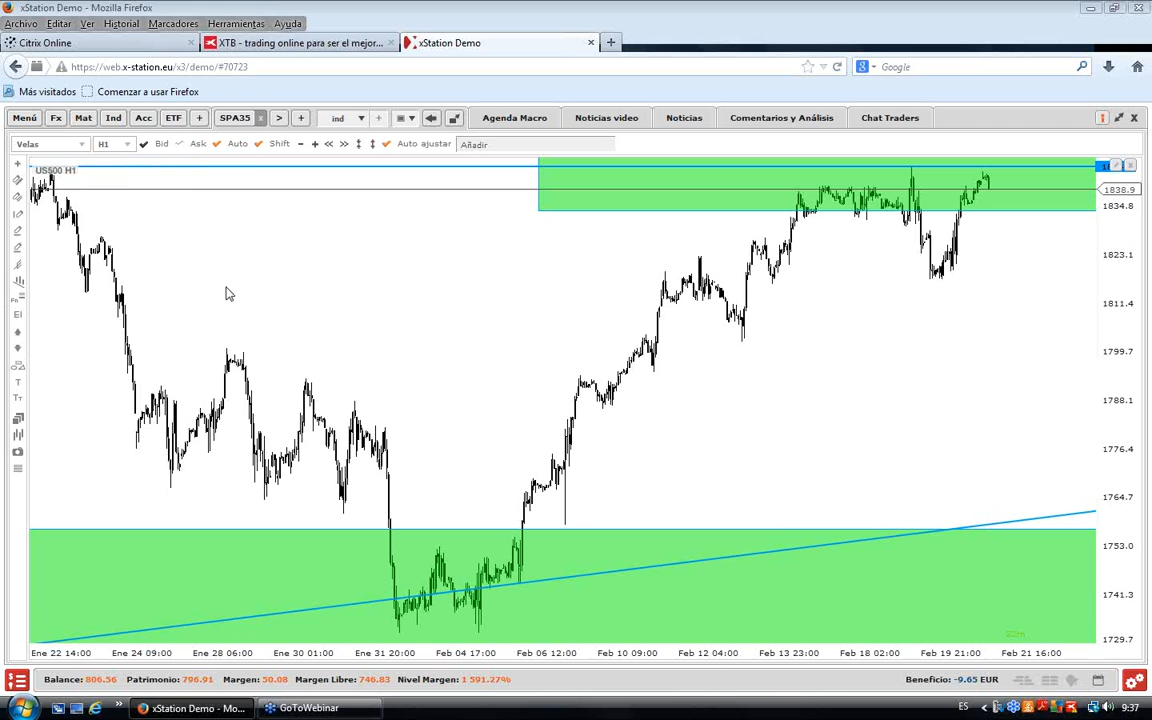 xStation Demo - Mozilla Firefox
Archivo Editar Ver Historial Marcadores Herramientas Ayuda
Citrix Online × XTB - trading online para ser el mejor... × xStation Demo × +
https://web.x-station.eu/x3/demo/#70723 Google
Más visitados Comenzar a usar Firefox
Menú Fx Mat Ind Acc ETF + SPA35 x > + ind + Agenda Macro Noticias video Noticias Comentarios y Análisis Chat Traders
Velas H1 Bid Ask Auto Shift − + << >> Auto ajustar Añadir
US500 H1
1838.9
1834.8
1823.1
1811.4
1799.7
1788.1
1776.4
1764.7
1753.0
1741.3
1729.7
22m
Ene 22 14:00 Ene 24 09:00 Ene 28 06:00 Ene 30 01:00 Ene 31 20:00 Feb 04 17:00 Feb 06 12:00 Feb 10 09:00 Feb 12 04:00 Feb 13 23:00 Feb 18 02:00 Feb 19 21:00 Feb 21 16:00
Balance: 806.56 Patrimonio: 796.91 Margen: 50.08 Margen Libre: 746.83 Nivel Margen: 1 591.27% Beneficio: -9.65 EUR
xStation Demo - Mo... GoToWebinar ES 9:37